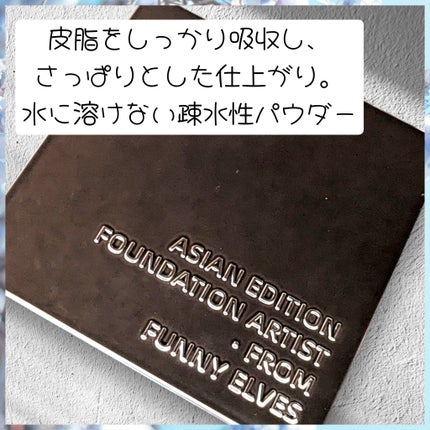 皮脂をしっかり吸収し、
さっぱりとした仕上がり。
水に溶けない疎水性パウダー
ASIAN EDITION
FOUNDATION ARTIST
· FROM
FUNNY ELVES